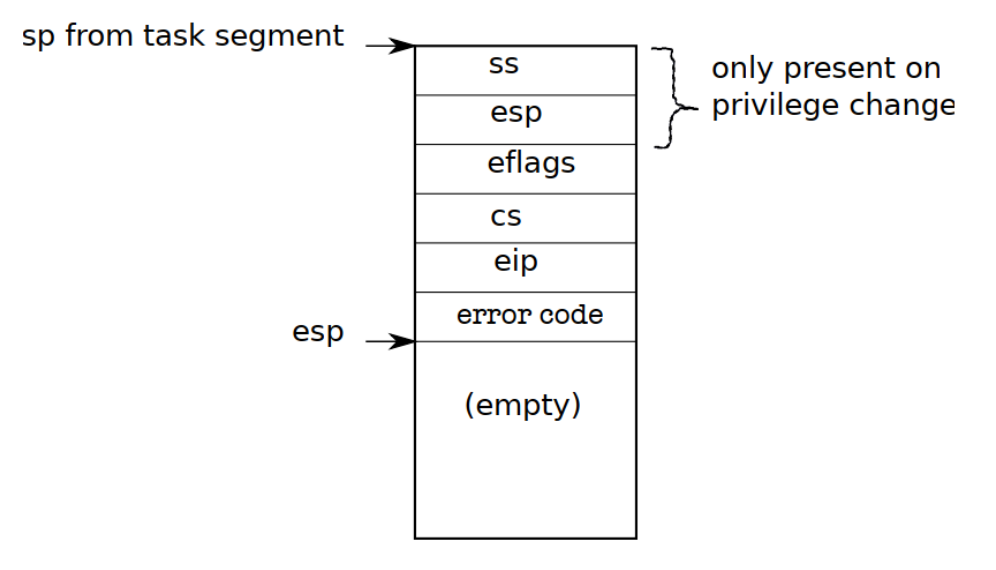 sp from task segment
ss
only present on
privilege change
esp
eflags
cs
eip
error code
esp
(empty)